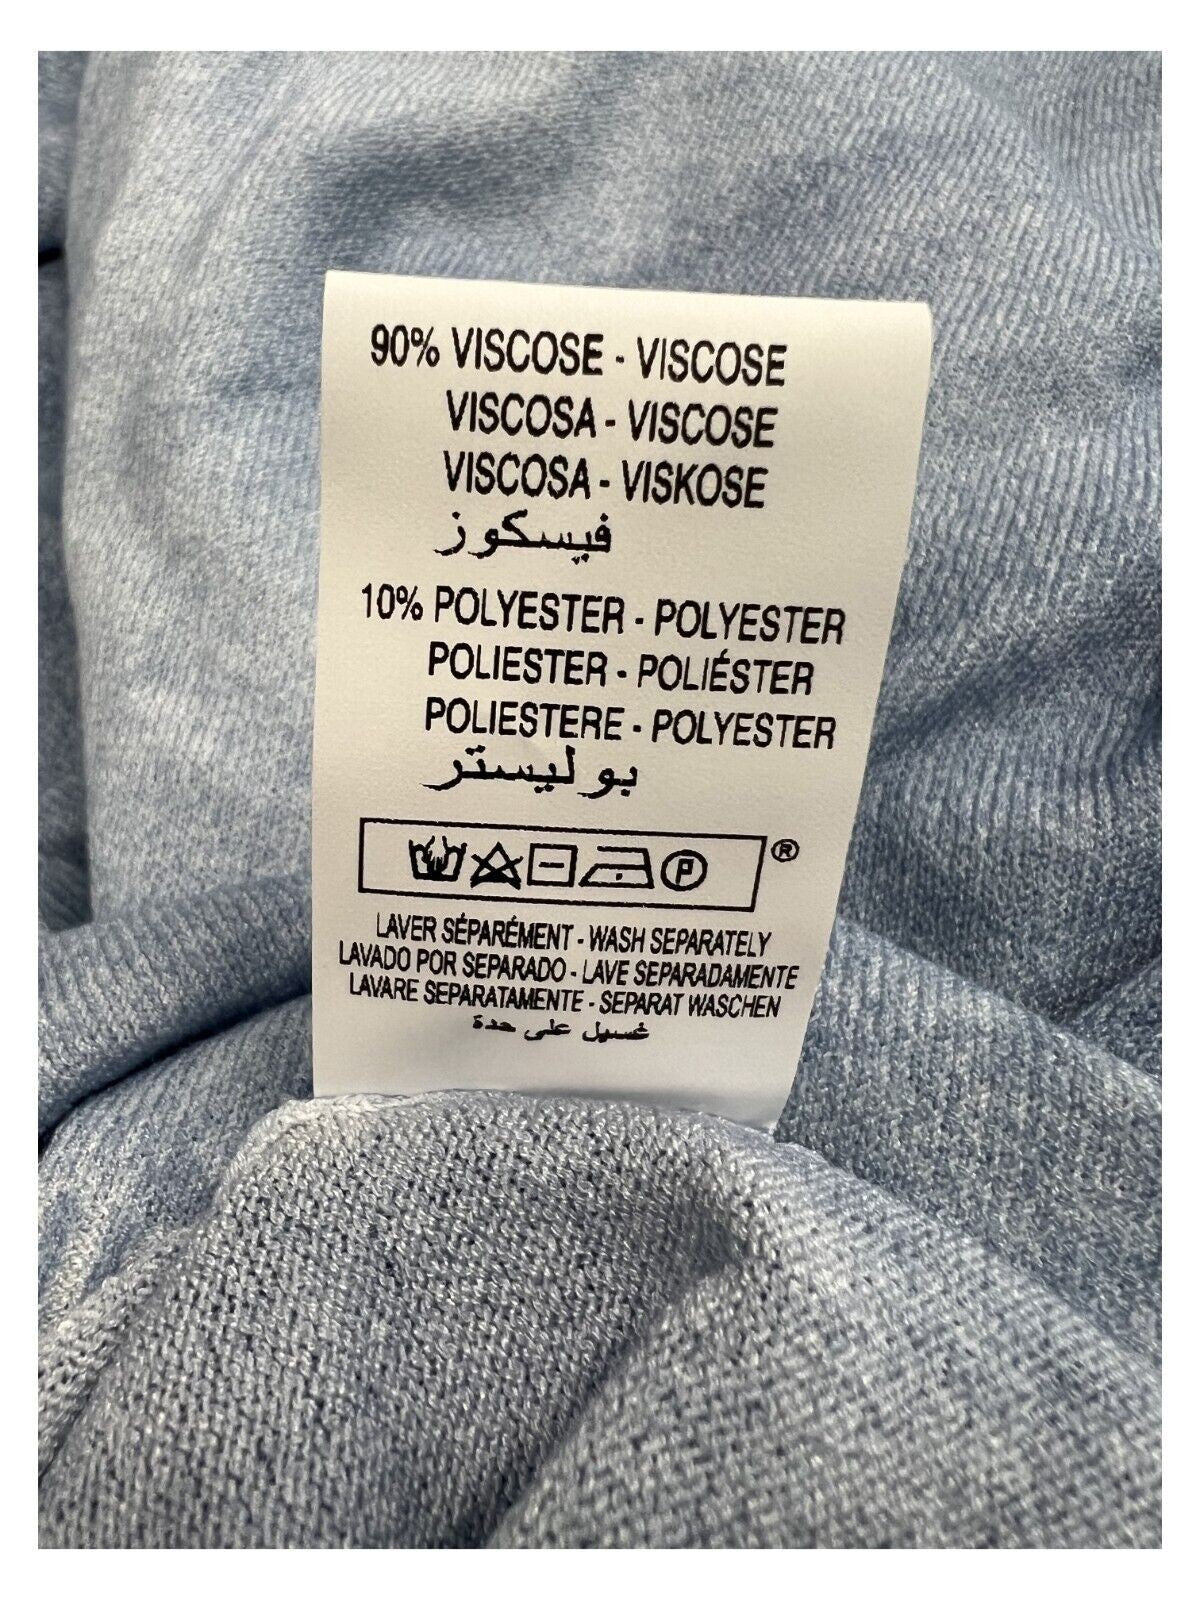 90% VISCOSE - VISCOSE
VISCOSA - VISCOSE
VISCOSA - VISKOSE
فيسكوز
10% POLYESTER - POLYESTER
POLIESTER - POLIÉSTER
POLIESTERE - POLYESTER
بوليستر
P ®
LAVER SÉPARÉMENT - WASH SEPARATELY
LAVADO POR SEPARADO - LAVE SEPARADAMENTE
LAVARE SEPARATAMENTE - SEPARAT WASCHEN
غسيل على حدة